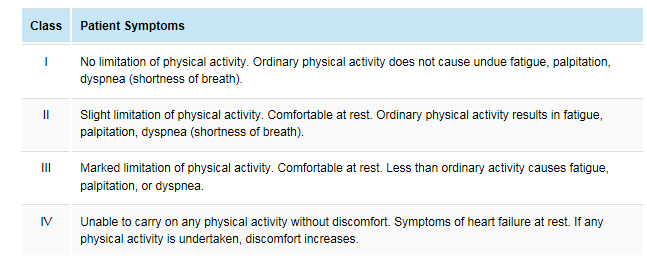 Class Patient Symptoms
I No limitation of physical activity. Ordinary physical activity does not cause undue fatigue, palpitation,
dyspnea (shortness of breath).
II Slight limitation of physical activity. Comfortable at rest. Ordinary physical activity results in fatigue,
palpitation, dyspnea (shortness of breath).
III Marked limitation of physical activity. Comfortable at rest. Less than ordinary activity causes fatigue,
palpitation, or dyspnea.
IV Unable to carry on any physical activity without discomfort. Symptoms of heart failure at rest. If any
physical activity is undertaken, discomfort increases.